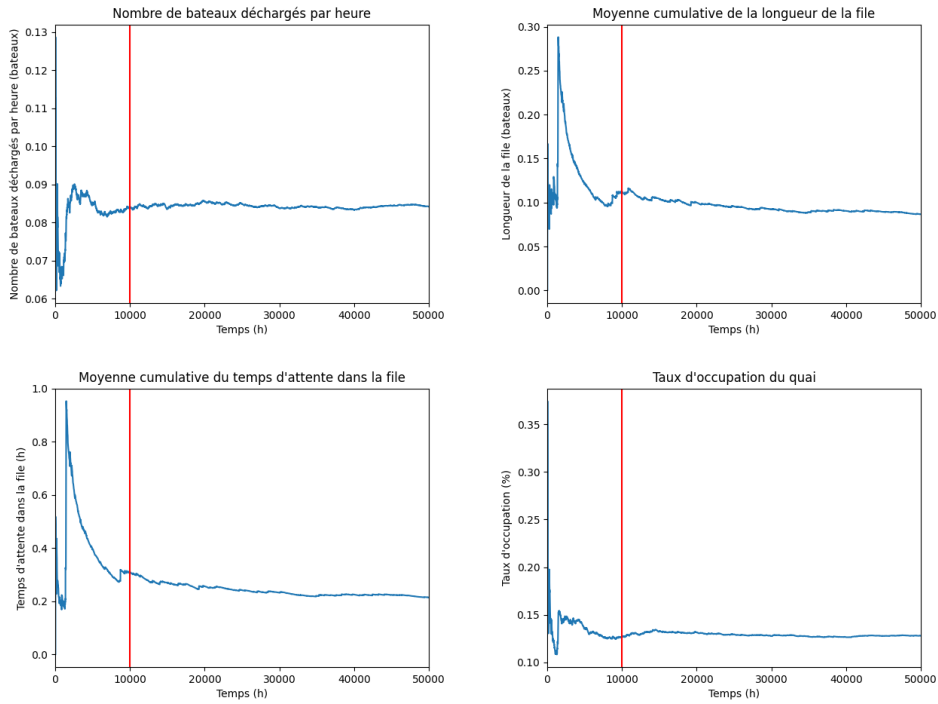 Nombre de bateaux déchargés par heure
Nombre de bateaux déchargés par heure (bateaux)
0.13
0.12
0.11
0.10
0.09
0.08
0.07
0.06
0 10000 20000 30000 40000 50000
Temps (h)
Moyenne cumulative de la longueur de la file
Longueur de la file (bateaux)
0.30
0.25
0.20
0.15
0.10
0.05
0.00
0 10000 20000 30000 40000 50000
Temps (h)
Moyenne cumulative du temps d'attente dans la file
Temps d'attente dans la file (h)
1.0
0.8
0.6
0.4
0.2
0.0
0 10000 20000 30000 40000 50000
Temps (h)
Taux d'occupation du quai
Taux d'occupation (%)
0.35
0.30
0.25
0.20
0.15
0.10
0 10000 20000 30000 40000 50000
Temps (h)